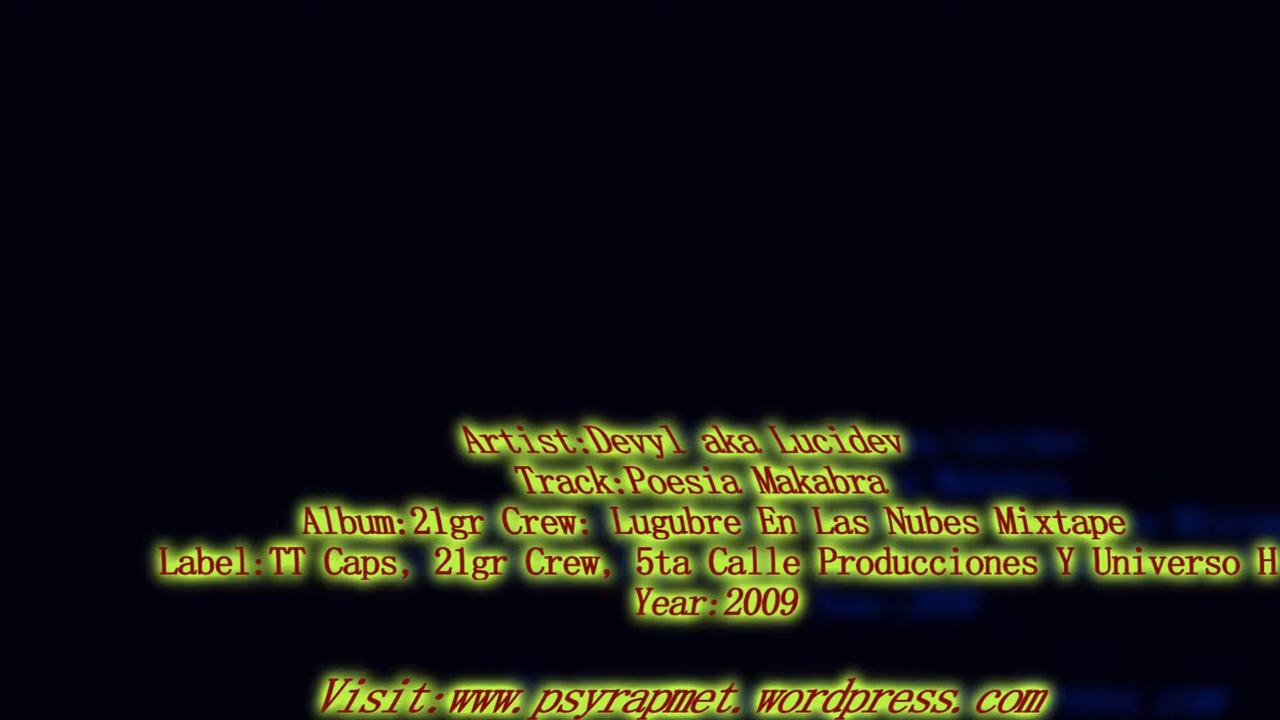 Artist:Devyl aka Lucidev
Track:Poesia Makabra
Album:21gr Crew: Lugubre En Las Nubes Mixtape
Label:TT Caps, 21gr Crew, 5ta Calle Producciones Y Universo H
Year:2009
Visit:www.psyrapmet.wordpress.com